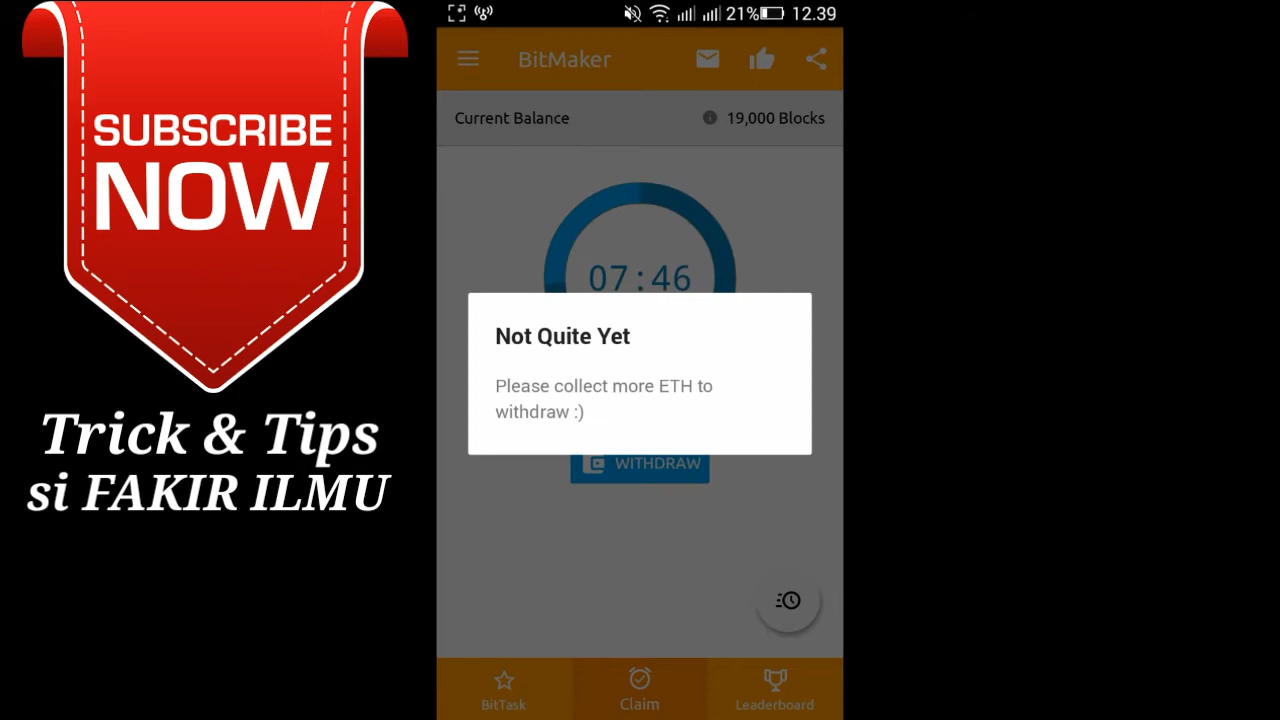 SUBSCRIBE
NOW
Trick & Tips
si FAKIR ILMU
21% 12.39
BitMaker
Current Balance 19,000 Blocks
07:46
Not Quite Yet
Please collect more ETH to
withdraw :)
WITHDRAW
BitTask Claim Leaderboard